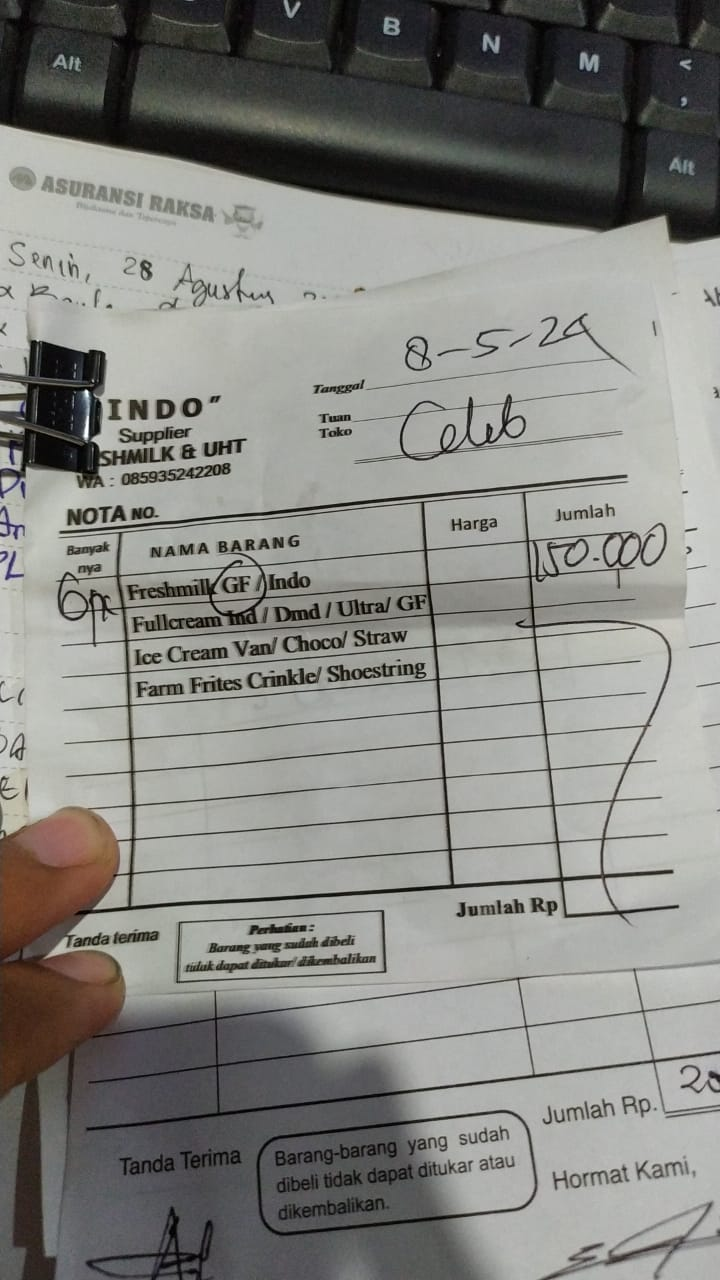 V B N M < ,
Alt
Alt
ASURANSI RAKSA
Senin, 28 Agustus
INDO"
Supplier
SHMILK & UHT
WA : 085935242208
Tanggal 8-5-24
Tuan
Toko Celeb
NOTA NO.
Banyak nya NAMA BARANG Harga Jumlah
6 Freshmilk GF / Indo 150.000
Fullcream Ind / Dmd / Ultra/ GF
Ice Cream Van/ Choco/ Straw
Farm Frites Crinkle/ Shoestring
Jumlah Rp
Tanda terima
Perhatian :
Barang yang sudah dibeli
tidak dapat ditukar/ dikembalikan
Jumlah Rp. 20
Tanda Terima
Barang-barang yang sudah
dibeli tidak dapat ditukar atau
dikembalikan.
Hormat Kami,